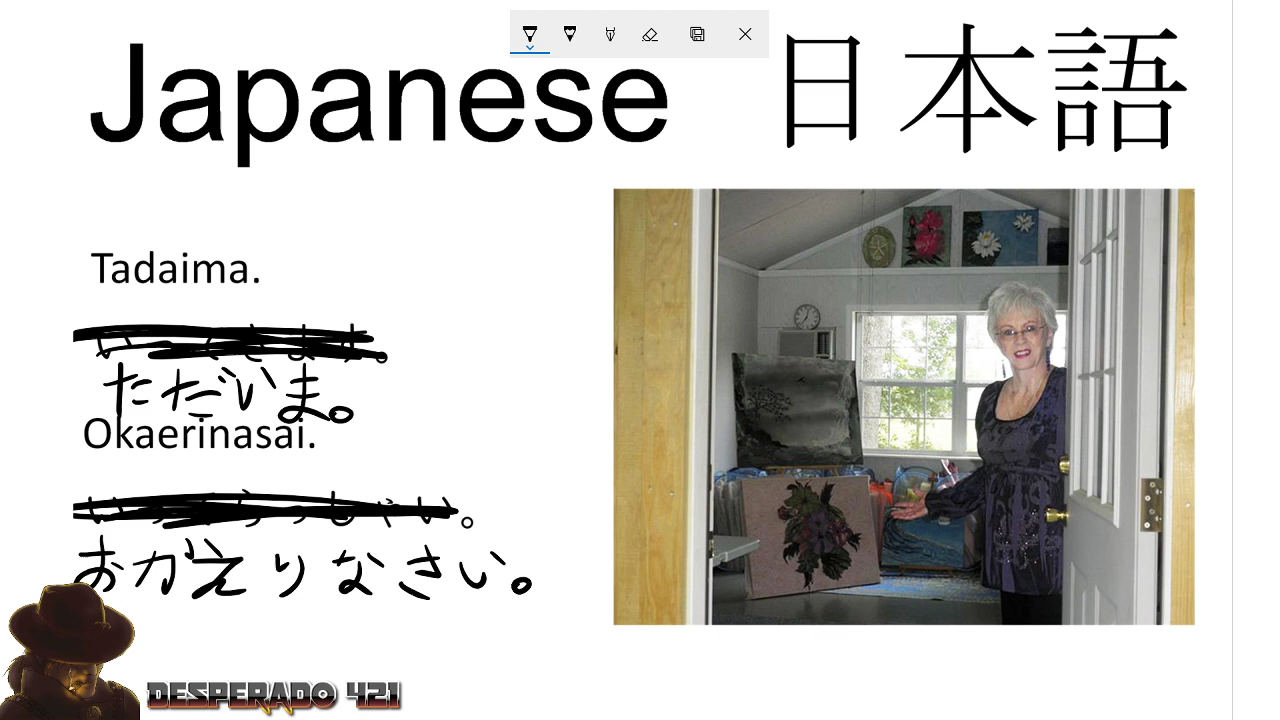 Japanese 日本語
Tadaima.
ただいま。
Okaerinasai.
おかえりなさい。
DESPERADO 421